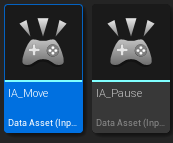 IA_Move
IA_Pause
Data Asset (Inp...
Data Asset (Inp...